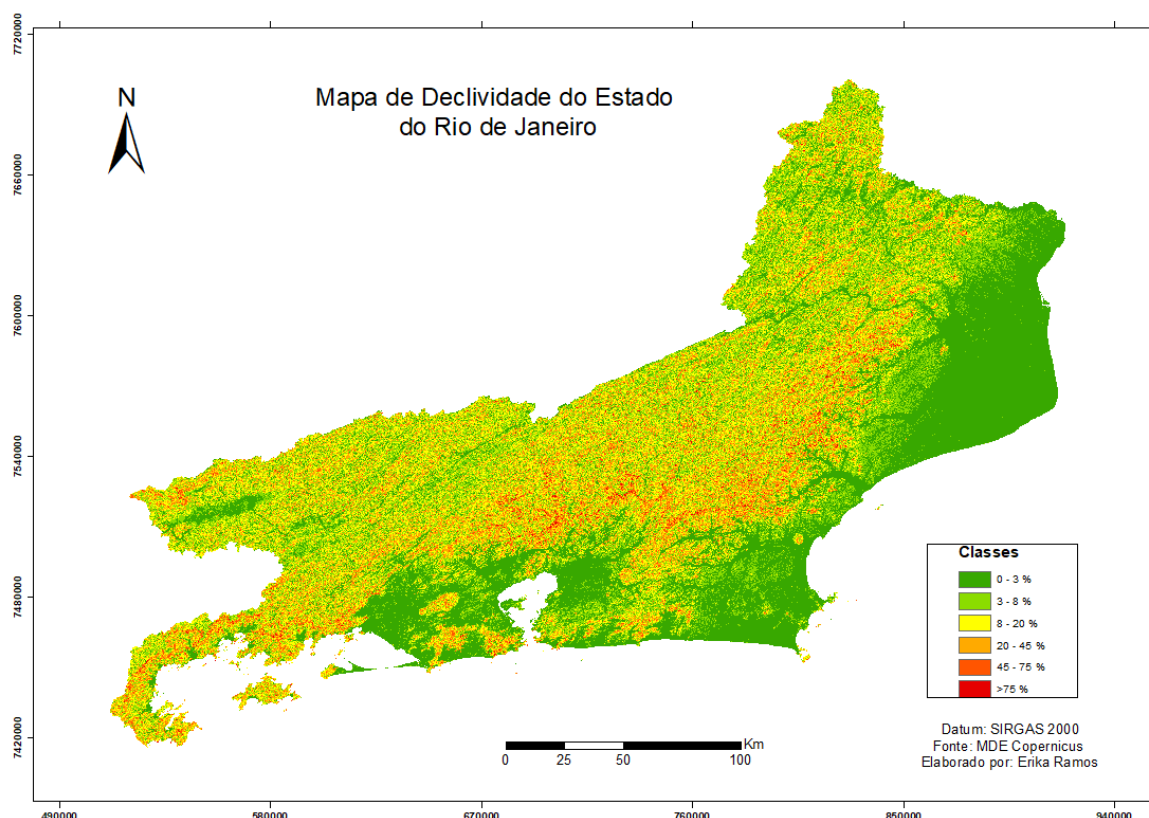 Mapa de Declividade do Estado
do Rio de Janeiro
N
7720000
7660000
7600000
7540000
7480000
7420000
Classes
0 - 3 %
3 - 8 %
8 - 20 %
20 - 45 %
45 - 75 %
>75 %
Km
0 25 50 100
Datum: SIRGAS 2000
Fonte: MDE Copernicus
Elaborado por: Erika Ramos
490000 580000 670000 760000 850000 940000